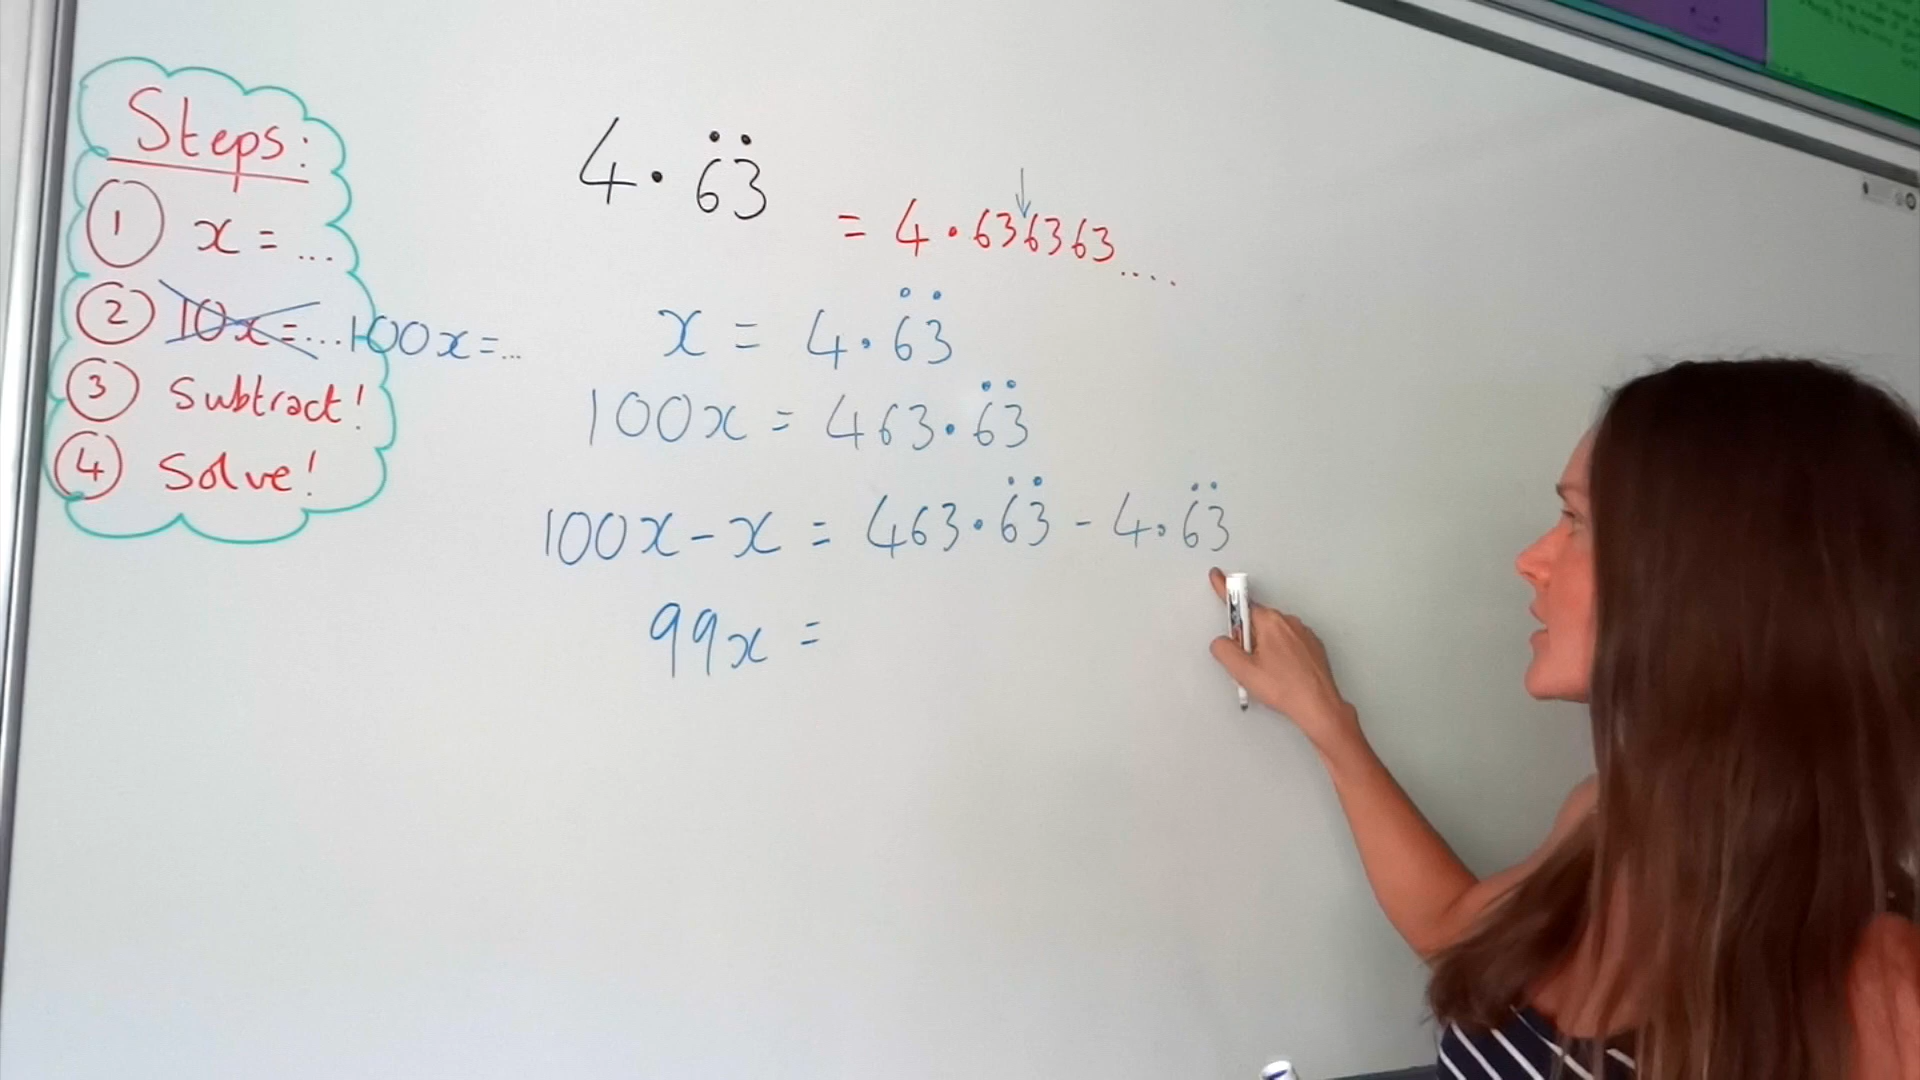 Steps:
① x = ...
② 10x = ... 100x = ...
③ Subtract!
④ Solve!
4.6̇3̇
= 4.636363....
x = 4.6̇3̇
100x = 463.6̇3̇
100x - x = 463.6̇3̇ - 4.6̇3̇
99x =